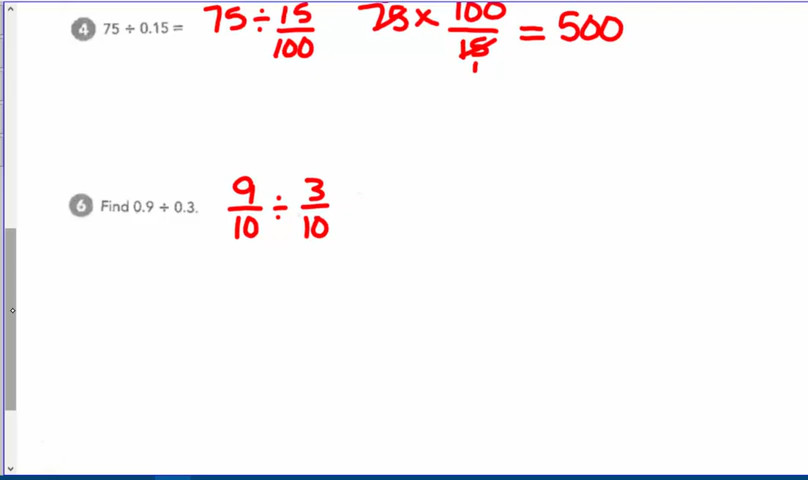 4 75 ÷ 0.15 = 75 ÷ 15/100 75 × 100/15 = 500
1
6 Find 0.9 ÷ 0.3. 9/10 ÷ 3/10